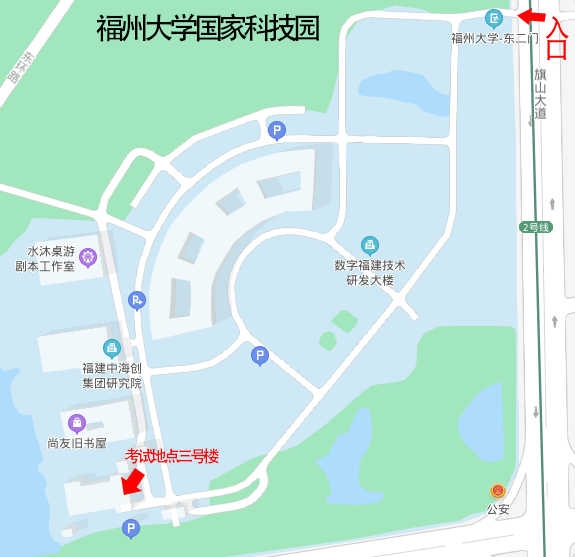 福州大学国家科技园
入口
福州大学-东二门
东环路
旗山大道
P
2号线
水沐桌游
剧本工作室
数字福建技术
研发大楼
P
P
福建中海创
集团研究院
尚友旧书屋
考试地点三号楼
公安
P